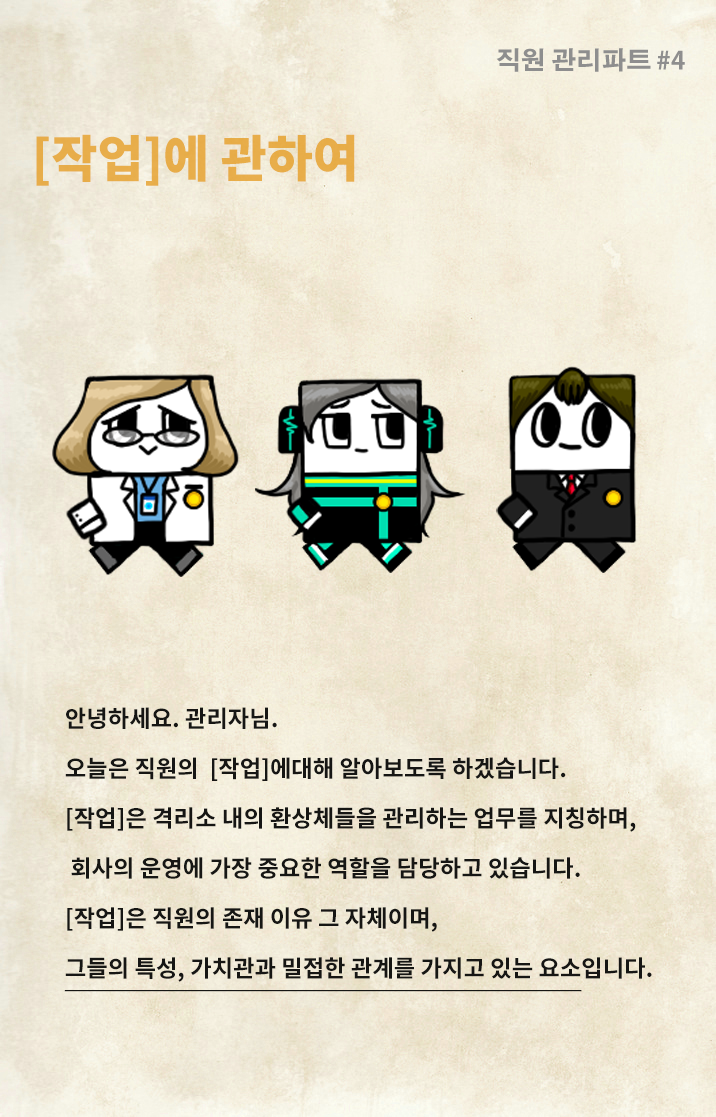 직원 관리파트 #4
[작업]에 관하여
안녕하세요. 관리자님.
오늘은 직원의 [작업]에대해 알아보도록 하겠습니다.
[작업]은 격리소 내의 환상체들을 관리하는 업무를 지칭하며,
회사의 운영에 가장 중요한 역할을 담당하고 있습니다.
[작업]은 직원의 존재 이유 그 자체이며,
그들의 특성, 가치관과 밀접한 관계를 가지고 있는 요소입니다.